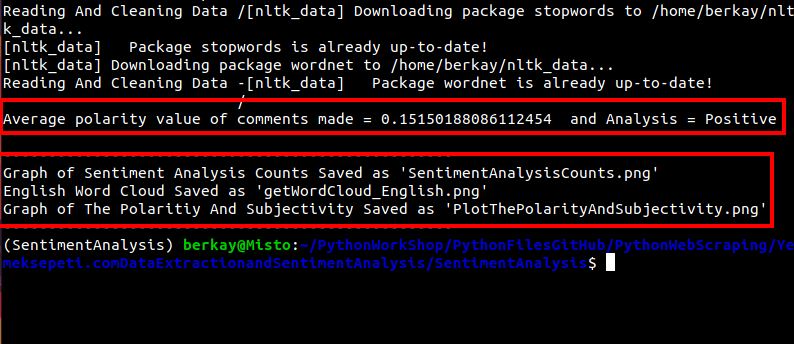 Reading And Cleaning Data /[nltk_data] Downloading package stopwords to /home/berkay/nlt
k_data...
[nltk_data]   Package stopwords is already up-to-date!
[nltk_data] Downloading package wordnet to /home/berkay/nltk_data...
Reading And Cleaning Data -[nltk_data]   Package wordnet is already up-to-date!
/
Average polarity value of comments made = 0.15150188086112454  and Analysis = Positive
--------------------------------------------------
Graph of Sentiment Analysis Counts Saved as 'SentimentAnalysisCounts.png'
English Word Cloud Saved as 'getWordCloud_English.png'
Graph of The Polaritiy And Subjectivity Saved as 'PlotThePolarityAndSubjectivity.png'
--------------------------------------------------
(SentimentAnalysis) berkay@Misto:~/PythonWorkShop/PythonFilesGitHub/PythonWebScraping/Ye
meksepeti.comDataExtractionandSentimentAnalysis/SentimentAnalysis$